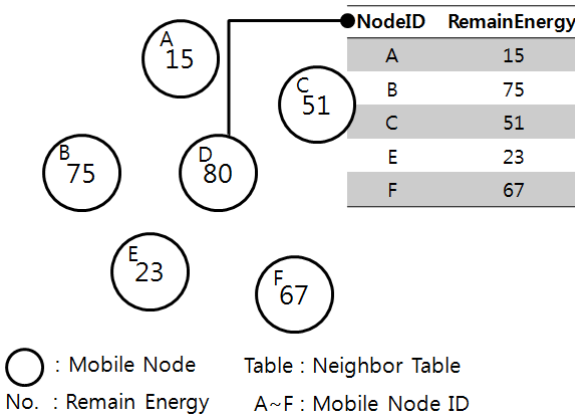 NodeID RemainEnergy
A 15
B 75
C 51
E 23
F 67
A
15
C
51
B
75
D
80
E
23
F
67
: Mobile Node Table : Neighbor Table
No. : Remain Energy A~F : Mobile Node ID